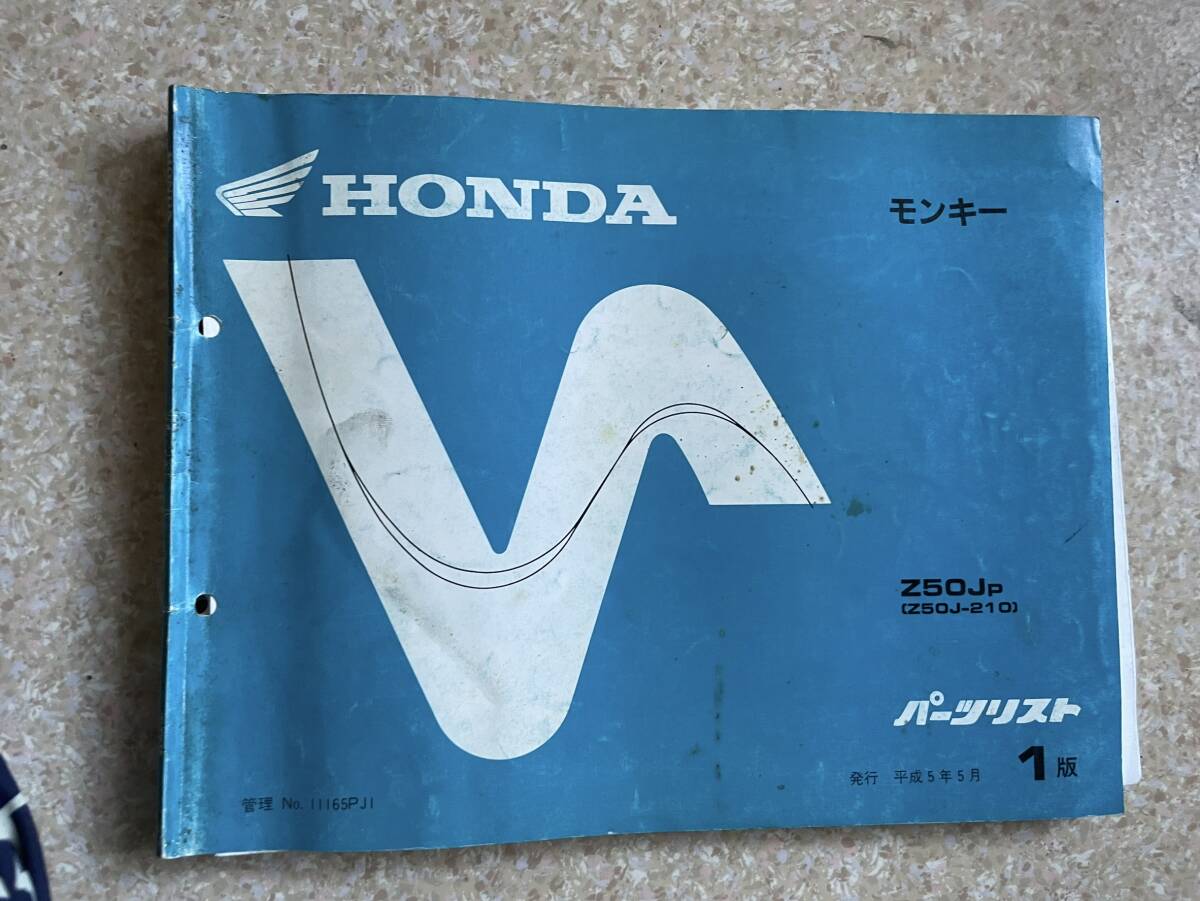 HONDA
モンキー
Z50JP
(Z50J-210)
パーツリスト
発行 平成5年5月 1版
管理 No. 11165PJ1